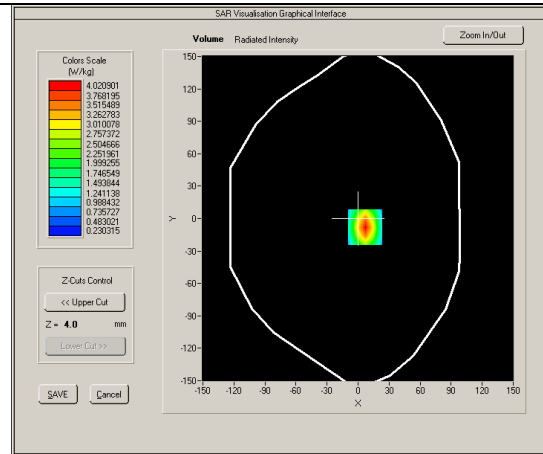 SAR Visualisation Graphical Interface
Volume Radiated Intensity
Zoom In/Out
Colors Scale
(W/kg)
4.020901
3.768195
3.515489
3.262783
3.010078
2.757372
2.504666
2.251961
1.999255
1.746549
1.493844
1.241138
0.988432
0.735727
0.483021
0.230315
Z-Cuts Control
<< Upper Cut
Z = 4.0 mm
Lower Cut >>
SAVE Cancel
150
120
90
60
30
0
-30
-60
-90
-120
-150
Y
-150 -120 -90 -60 -30 0 30 60 90 120 150
X